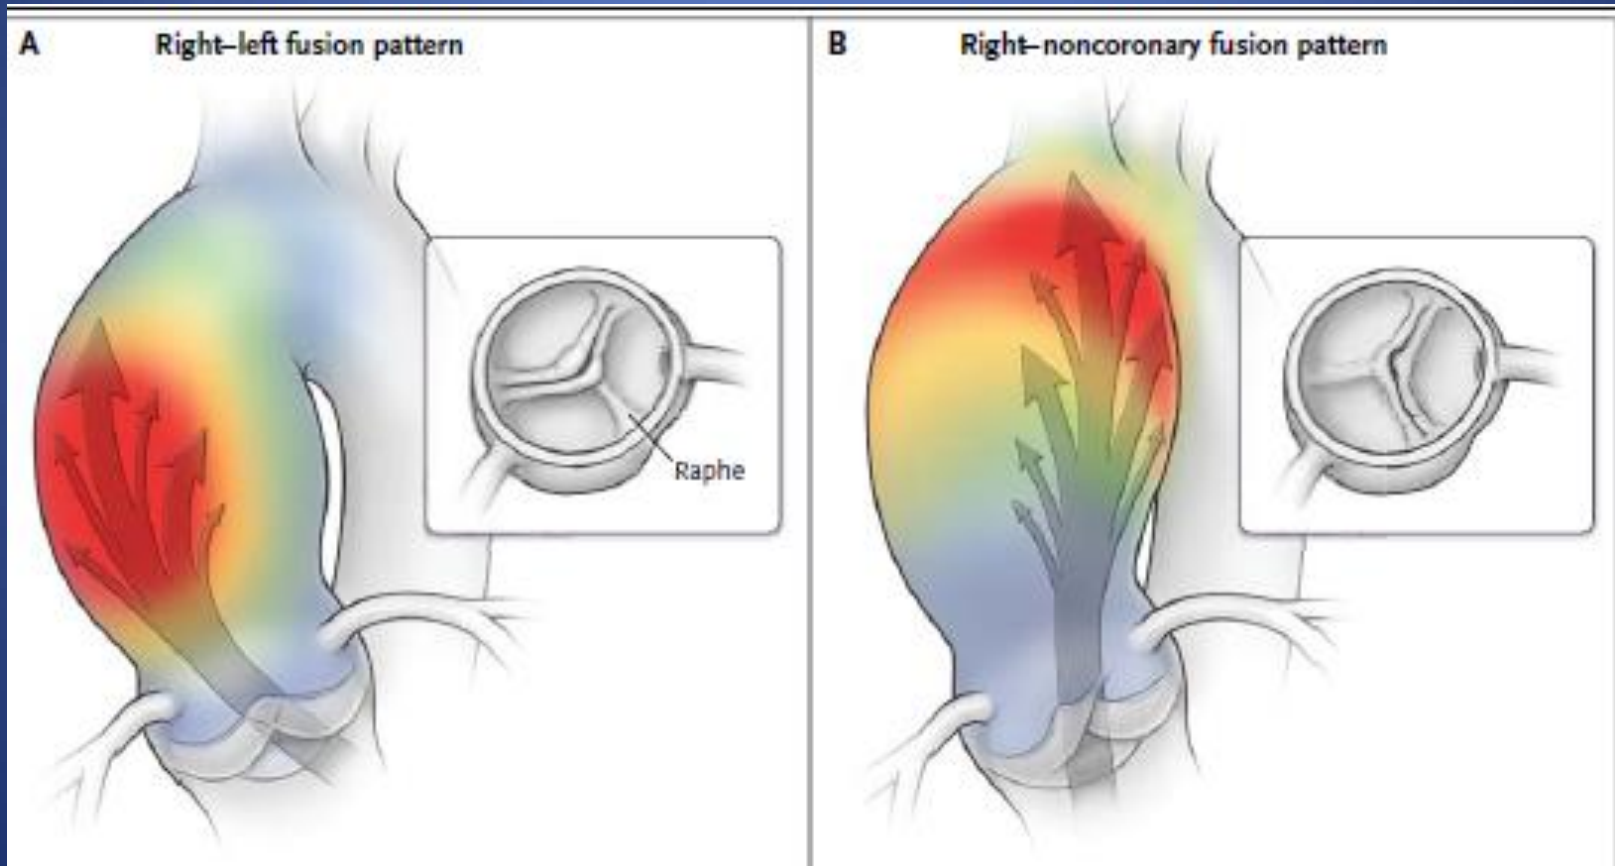 A
Right–left fusion pattern
Raphe
B
Right–noncoronary fusion pattern